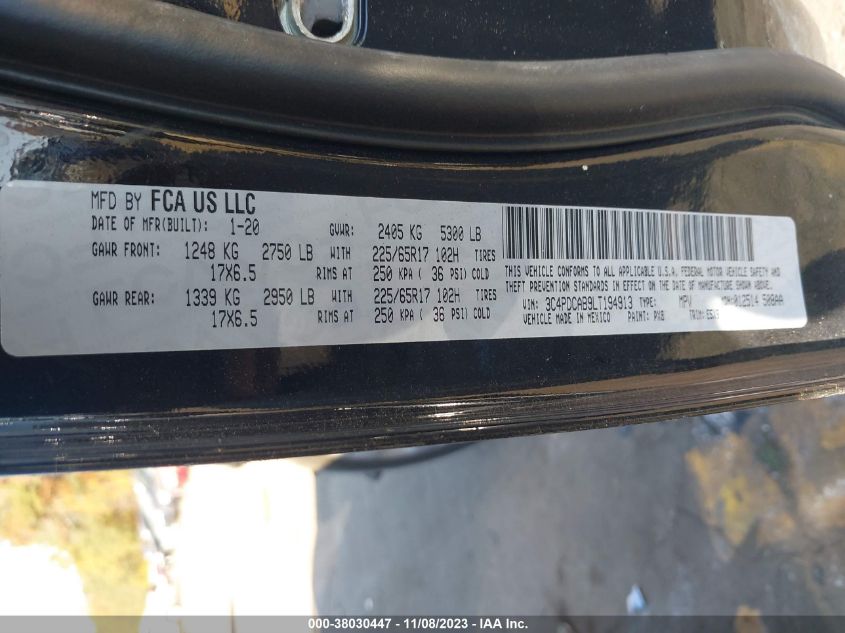 MFD BY FCA US LLC
DATE OF MFR(BUILT): 1-20 GVWR: 2405 KG 5300 LB
GAWR FRONT: 1248 KG 2750 LB WITH 225/65R17 102H TIRES
17X6.5 RIMS AT 250 KPA ( 36 PSI) COLD
GAWR REAR: 1339 KG 2950 LB WITH 225/65R17 102H TIRES
17X6.5 RIMS AT 250 KPA ( 36 PSI) COLD
THIS VEHICLE CONFORMS TO ALL APPLICABLE U.S.A. FEDERAL MOTOR VEHICLE SAFETY AND
THEFT PREVENTION STANDARDS IN EFFECT ON THE DATE OF MANUFACTURE SHOWN ABOVE.
VIN: 3C4PDCAB9LT194913 TYPE: MPV MDH:012514 508AA
VEHICLE MADE IN MEXICO PAINT: PX8 TRIM:
000-38030447 - 11/08/2023 - IAA Inc.